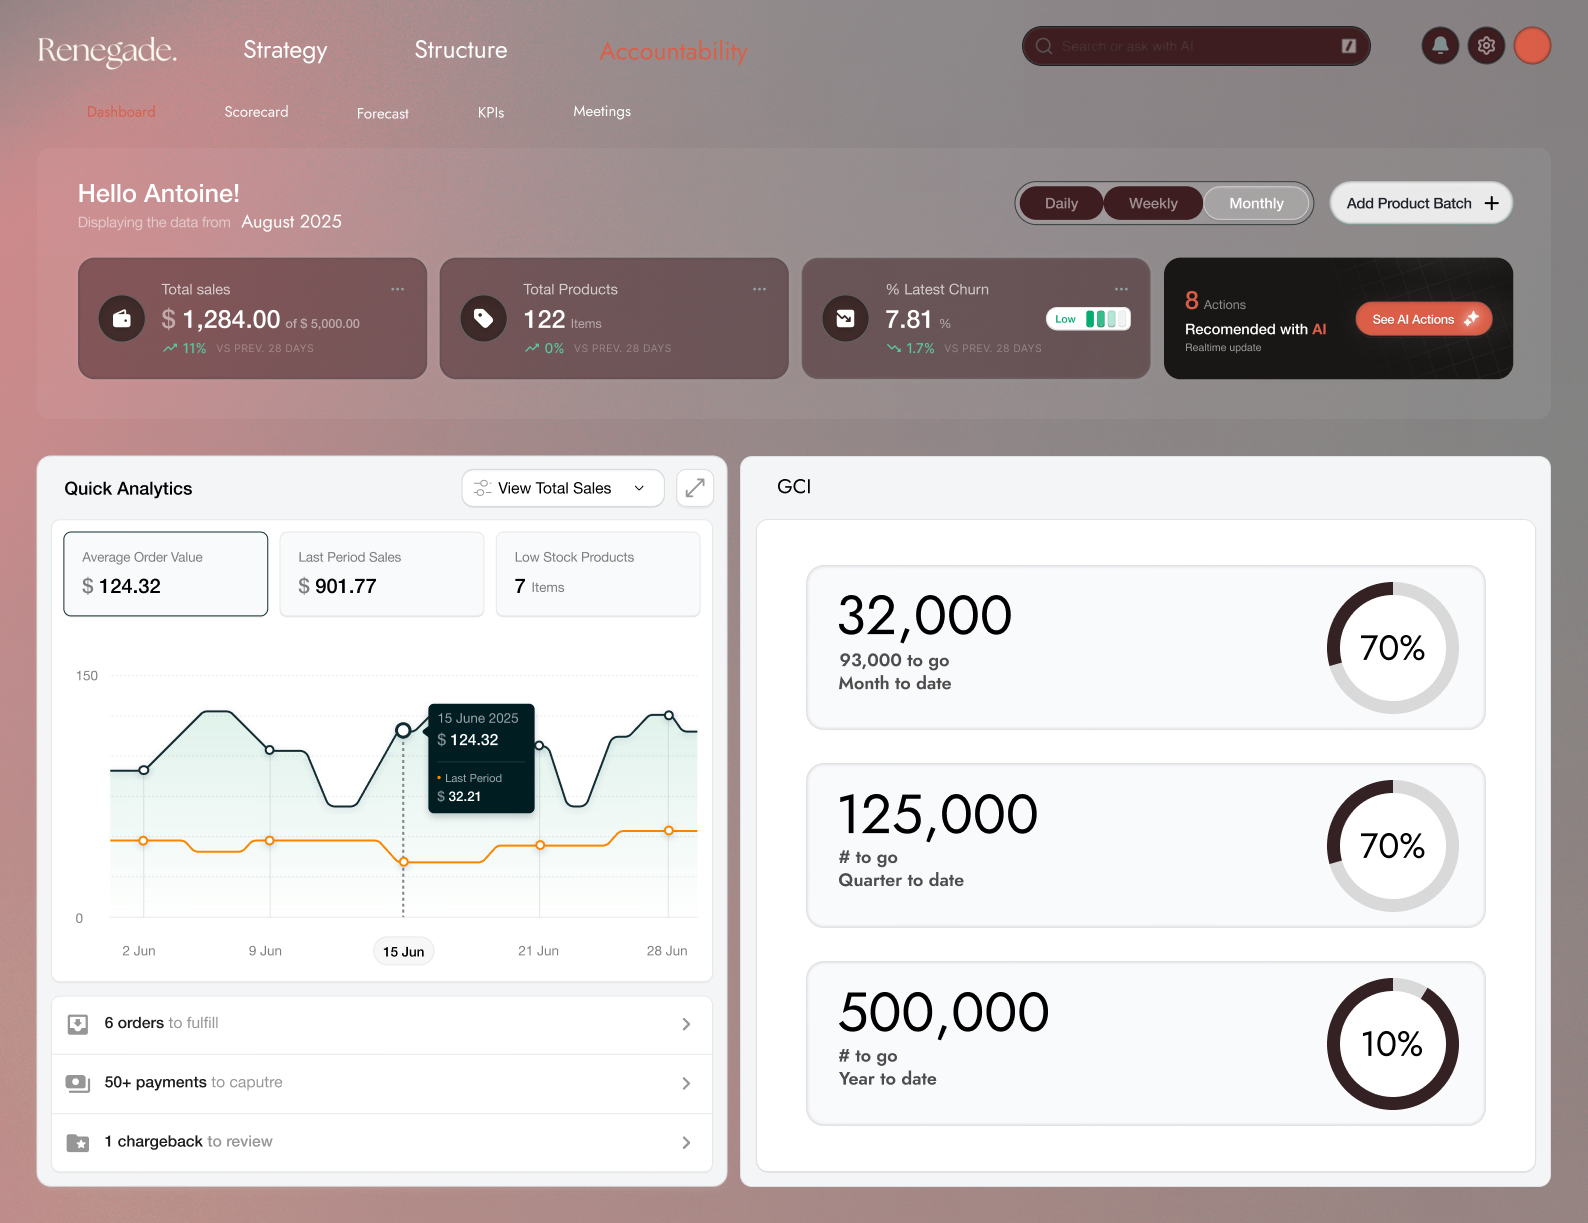 Renegade.
Strategy
Structure
Accountability
Search or ask with AI
Dashboard
Scorecard
Forecast
KPIs
Meetings
Hello Antoine!
Displaying the data from August 2025
Daily
Weekly
Monthly
Add Product Batch
Total sales
$ 1,284.00 of $ 5,000.00
11% VS PREV. 28 DAYS
Total Products
122 Items
0% VS PREV. 28 DAYS
% Latest Churn
7.81 %
Low
1.7% VS PREV. 28 DAYS
8 Actions
Recomended with AI
Realtime update
See AI Actions
Quick Analytics
View Total Sales
Average Order Value
$ 124.32
Last Period Sales
$ 901.77
Low Stock Products
7 Items
150
15 June 2025
$ 124.32
Last Period
$ 32.21
0
2 Jun
9 Jun
15 Jun
21 Jun
28 Jun
6 orders to fulfill
50+ payments to caputre
1 chargeback to review
GCI
32,000
93,000 to go
Month to date
70%
125,000
# to go
Quarter to date
70%
500,000
# to go
Year to date
10%